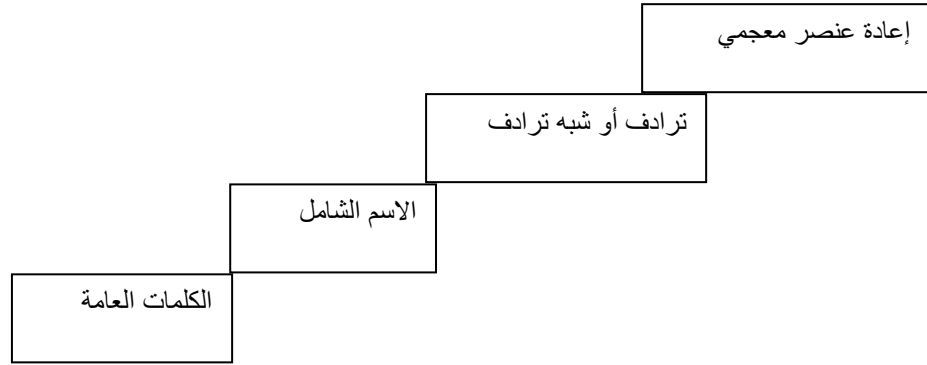 إعادة عنصر معجمي
ترادف أو شبه ترادف
الاسم الشامل
الكلمات العامة